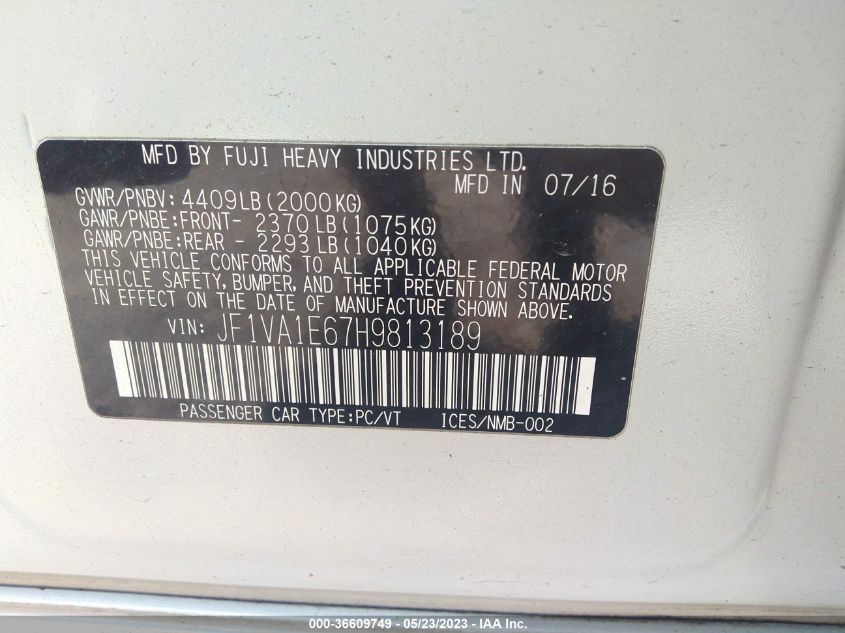 MFD BY FUJI HEAVY INDUSTRIES LTD.
MFD IN 07/16
GVWR/PNBV: 4409LB(2000KG)
GAWR/PNBE:FRONT- 2370LB(1075KG)
GAWR/PNBE:REAR - 2293LB(1040KG)
THIS VEHICLE CONFORMS TO ALL APPLICABLE FEDERAL MOTOR
VEHICLE SAFETY, BUMPER, AND THEFT PREVENTION STANDARDS
IN EFFECT ON THE DATE OF MANUFACTURE SHOWN ABOVE.
VIN: JF1VA1E67H9813189
PASSENGER CAR TYPE:PC/VT ICES/NMB-002
000-36609749 - 05/23/2023 - IAA Inc.